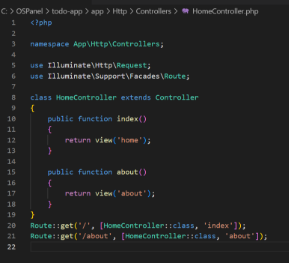 C: > OSPanel > todo-app > app > Http > Controllers > HomeController.php
1 <?php
2
3 namespace App\Http\Controllers;
4
5 use Illuminate\Http\Request;
6 use Illuminate\Support\Facades\Route;
7
8 class HomeController extends Controller
9 {
10 public function index()
11 {
12 return view('home');
13 }
14
15 public function about()
16 {
17 return view('about');
18 }
19 }
20 Route::get('/', [HomeController::class, 'index']);
21 Route::get('/about', [HomeController::class, 'about']);
22